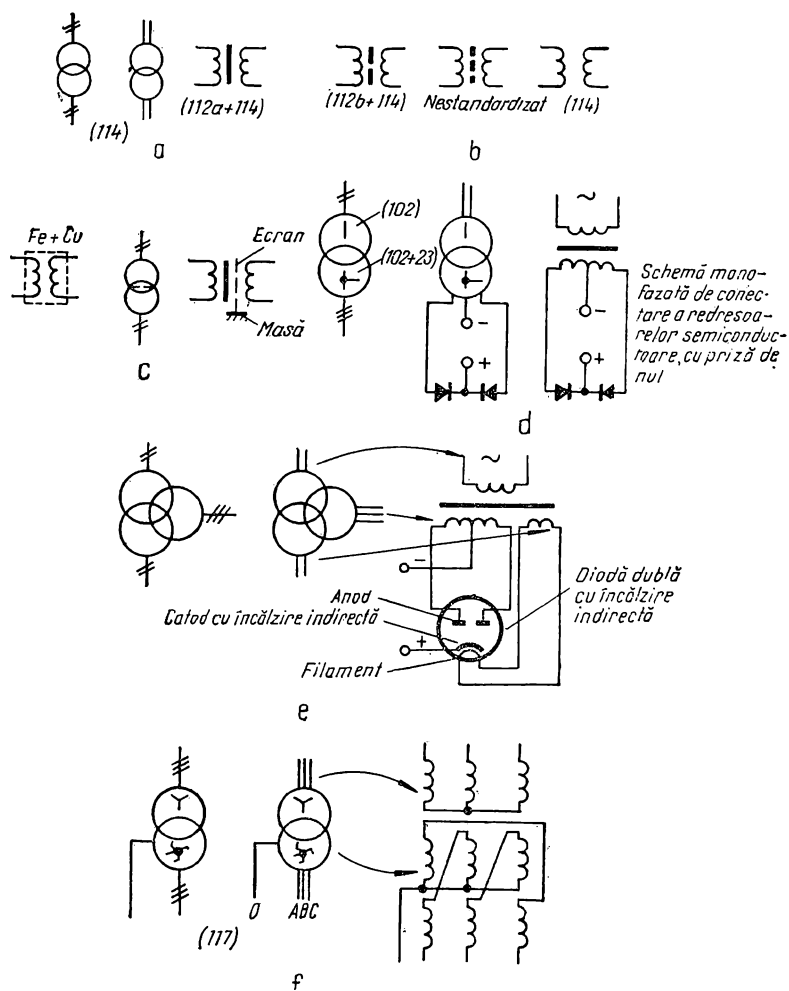 (114)
(112a+114)
a
(112b+114)
Nestandardizat
(114)
b
Fe+Cu
Ecran
Masă
c
(102)
(102+23)
~
-
+
-
+
Schemă mono-
fazată de conec-
tare a redresoa-
relor semiconduc-
toare, cu priză de
nul
d
~
-
Anod
Catod cu încălzire indirectă
+
Filament
Diodă dublă
cu încălzire
indirectă
e
(117)
0
ABC
f